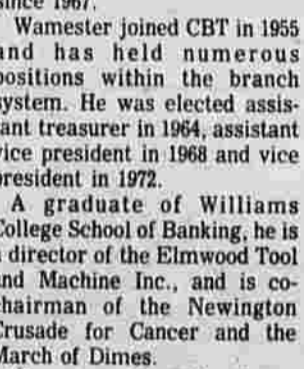 since 1967.
Wamester joined CBT in 1955
and has held numerous
positions within the branch
system. He was elected assis-
tant treasurer in 1964, assistant
vice president in 1968 and vice
president in 1972.
A graduate of Williams
College School of Banking, he is
a director of the Elmwood Tool
and Machine Inc., and is co-
chairman of the Newington
Crusade for Cancer and the
March of Dimes.